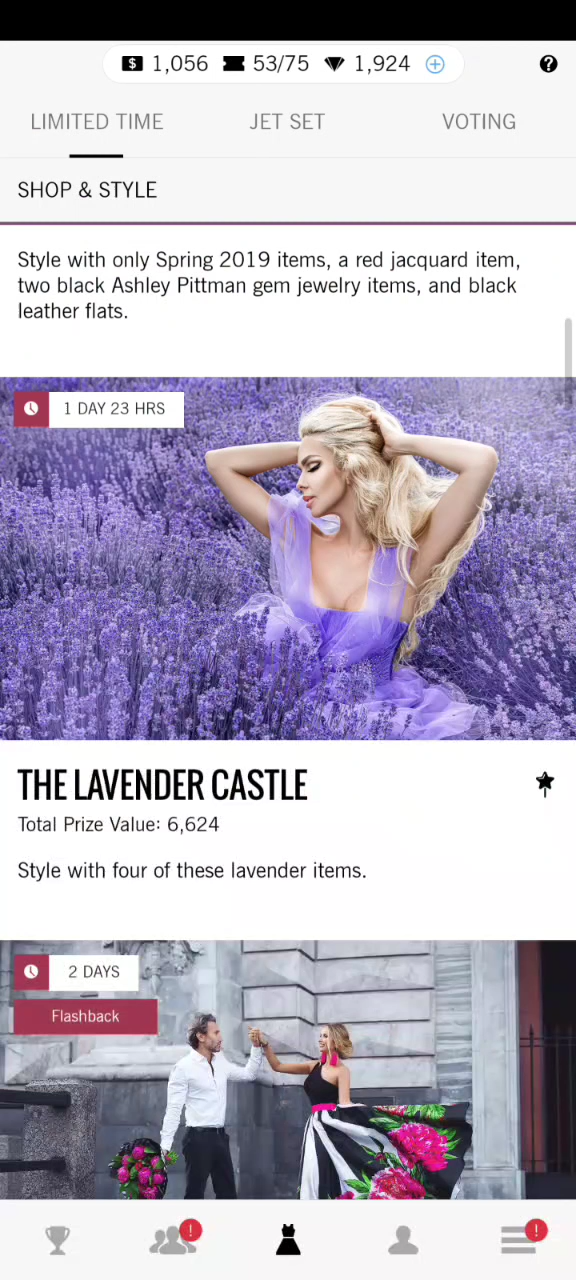 $ 1,056 53/75 1,924 ?
LIMITED TIME JET SET VOTING
SHOP & STYLE
Style with only Spring 2019 items, a red jacquard item,
two black Ashley Pittman gem jewelry items, and black
leather flats.
1 DAY 23 HRS
THE LAVENDER CASTLE
Total Prize Value: 6,624
Style with four of these lavender items.
2 DAYS
Flashback
! !